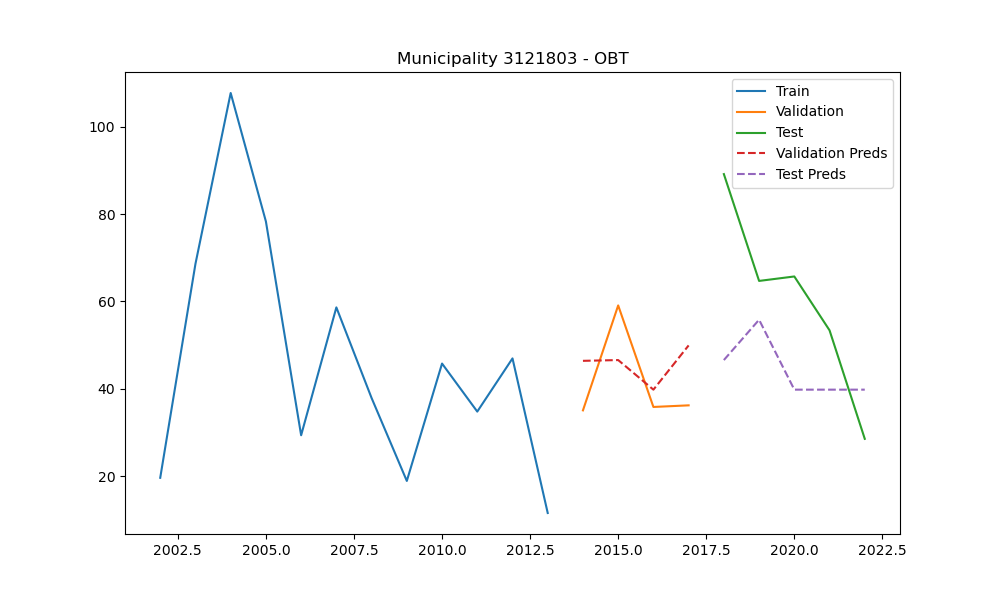 Municipality 3121803 - OBT
Train
Validation
Test
Validation Preds
Test Preds
100
80
60
40
20
2002.5 2005.0 2007.5 2010.0 2012.5 2015.0 2017.5 2020.0 2022.5